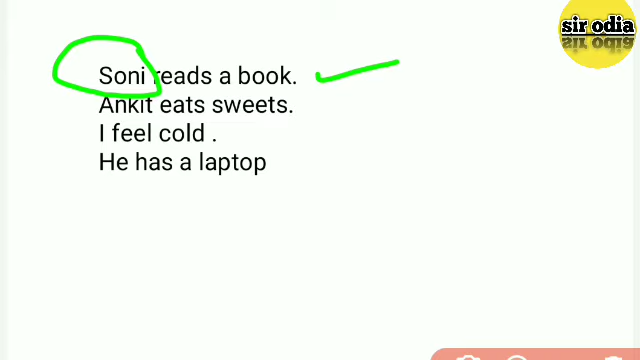 sir odia
Soni reads a book.
Ankit eats sweets.
I feel cold .
He has a laptop